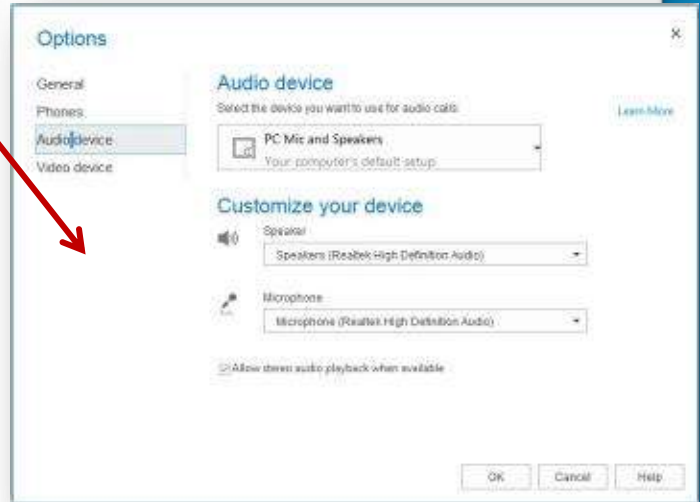 Options
×
General
Phones
Audio device
Video device
Audio device
Select the device you want to use for audio calls.
Learn More
PC Mic and Speakers
Your computer's default setup
Customize your device
Speaker
Speakers (Realtek High Definition Audio)
Microphone
Microphone (Realtek High Definition Audio)
Allow stereo audio playback when available
OK Cancel Help